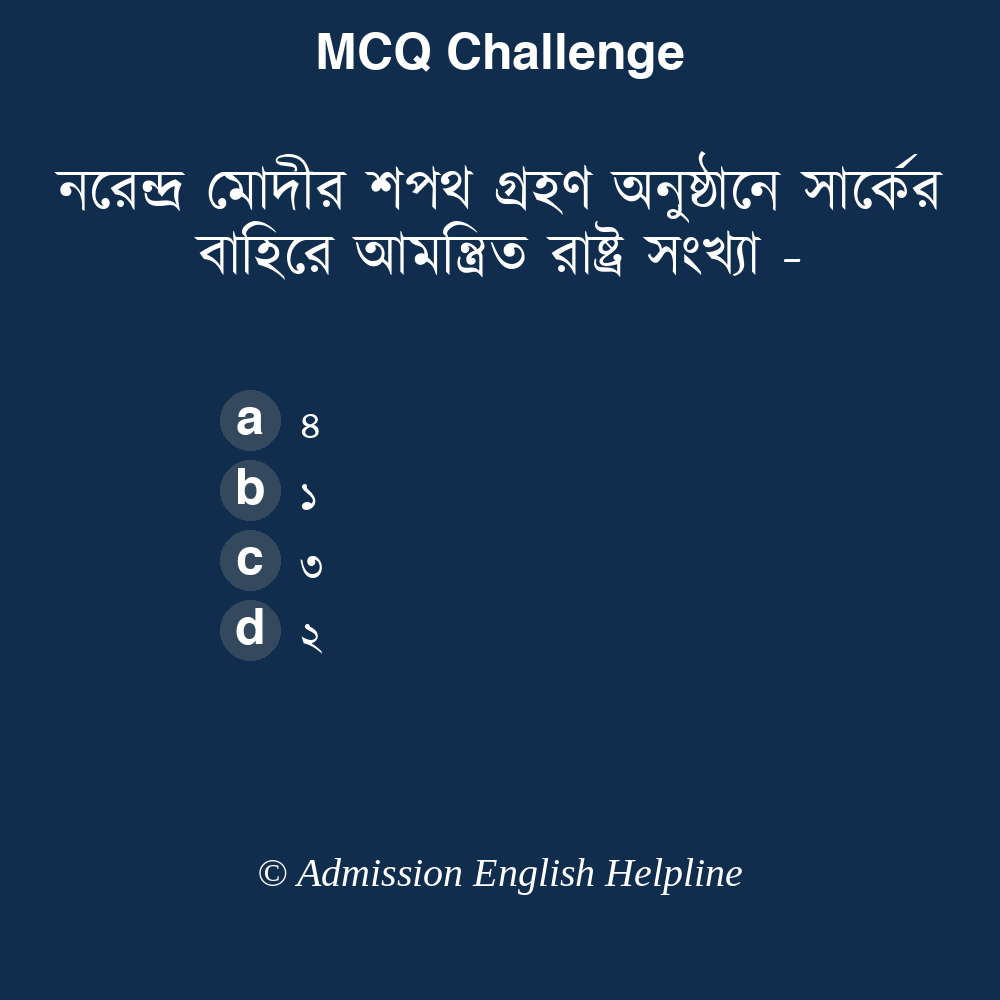 MCQ Challenge
নরেন্দ্র মোদীর শপথ গ্রহণ অনুষ্ঠানে সার্কের
বাহিরে আমন্ত্রিত রাষ্ট্র সংখ্যা -
a ৪
b ১
c ৩
d ২
© Admission English Helpline